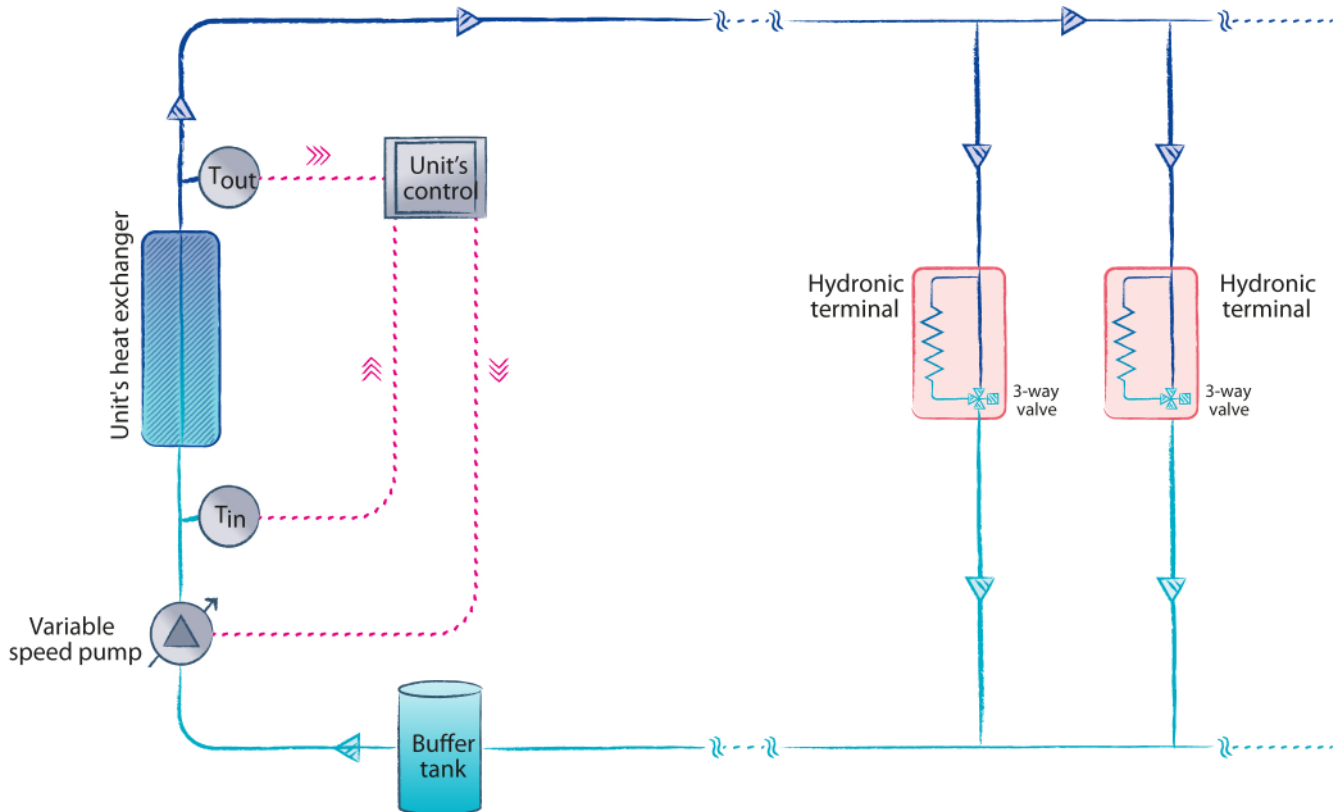 Tout
Unit's
control
Unit's heat exchanger
Hydronic
terminal
3-way
valve
Hydronic
terminal
3-way
valve
Tin
Variable
speed pump
Buffer
tank